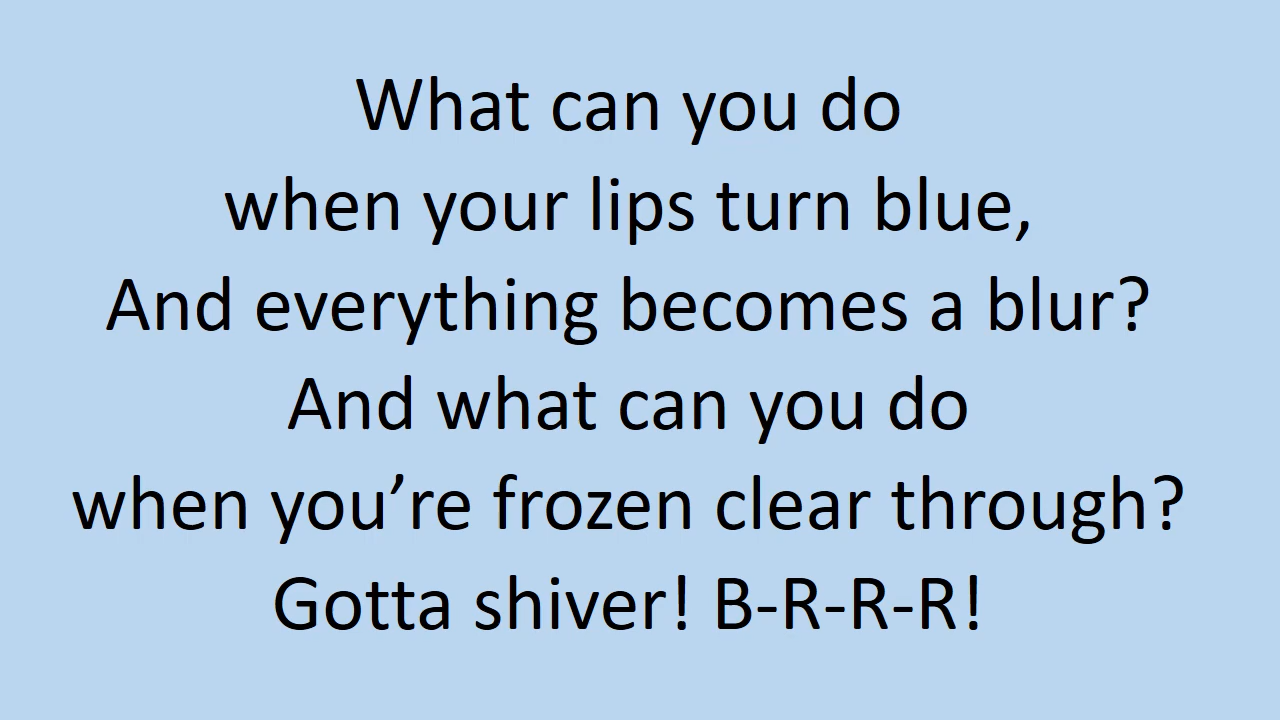 What can you do
when your lips turn blue,
And everything becomes a blur?
And what can you do
when you’re frozen clear through?
Gotta shiver! B-R-R-R!